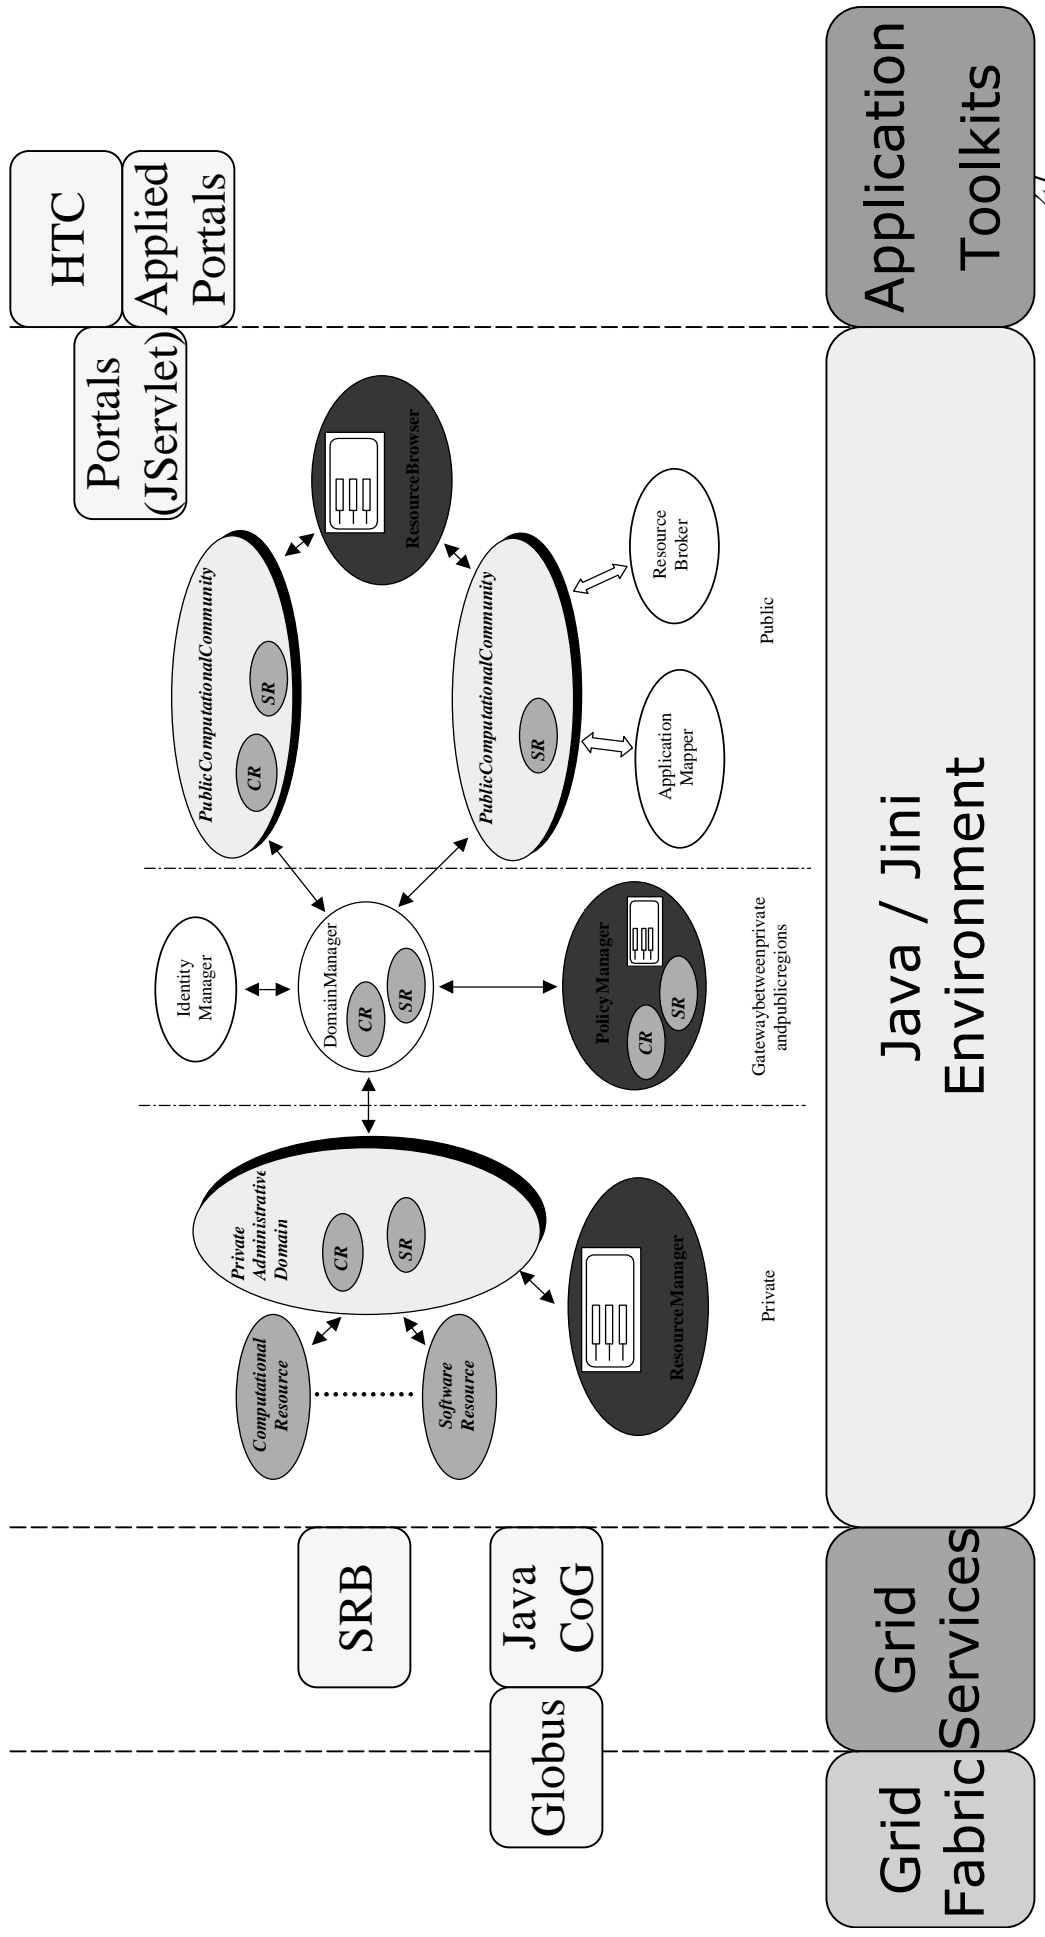 HTC
Applied
Portals
Application
Toolkits
Portals
(JServlet)
PublicComputationalCommunity
CR
SR
ResourceBrowser
PublicComputationalCommunity
SR
Resource
Broker
Application
Mapper
Public
Identity
Manager
DomainManager
CR
SR
PolicyManager
CR
SR
Gatewaybetweenprivate
andpublicregions
Private
Administrative
Domain
CR
SR
Computational
Resource
Software
Resource
ResourceManager
Private
Java / Jini
Environment
SRB
Java
CoG
Grid
Services
Globus
Grid
Fabric